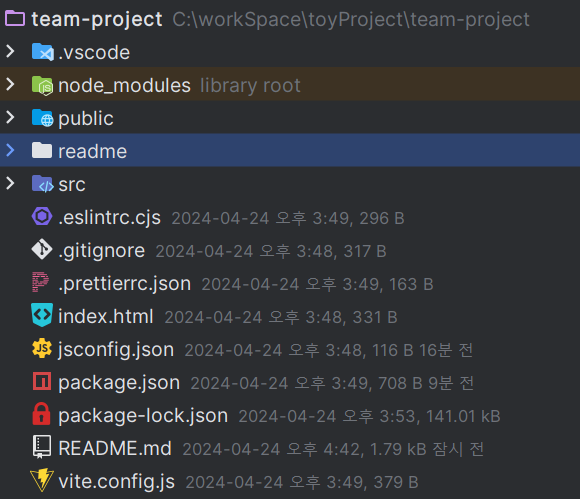 team-project C:\workSpace\toyProject\team-project
.vscode
node_modules library root
public
readme
src
.eslintrc.cjs 2024-04-24 오후 3:49, 296 B
.gitignore 2024-04-24 오후 3:48, 317 B
.prettierrc.json 2024-04-24 오후 3:49, 163 B
index.html 2024-04-24 오후 3:48, 331 B
jsconfig.json 2024-04-24 오후 3:48, 116 B 16분 전
package.json 2024-04-24 오후 3:49, 708 B 9분 전
package-lock.json 2024-04-24 오후 3:53, 141.01 kB
README.md 2024-04-24 오후 4:42, 1.79 kB 잠시 전
vite.config.js 2024-04-24 오후 3:49, 379 B